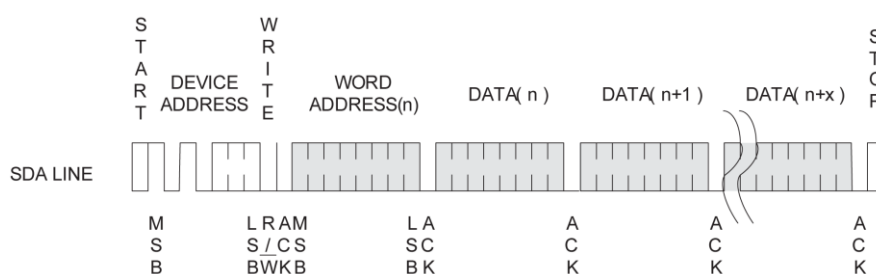 START
WRITE
STOP
DEVICE ADDRESS
WORD ADDRESS(n)
DATA( n )
DATA( n+1 )
DATA( n+x )
SDA LINE
MSB
LSB
R/W
ACK
MSB
LSB
ACK
ACK
ACK
ACK